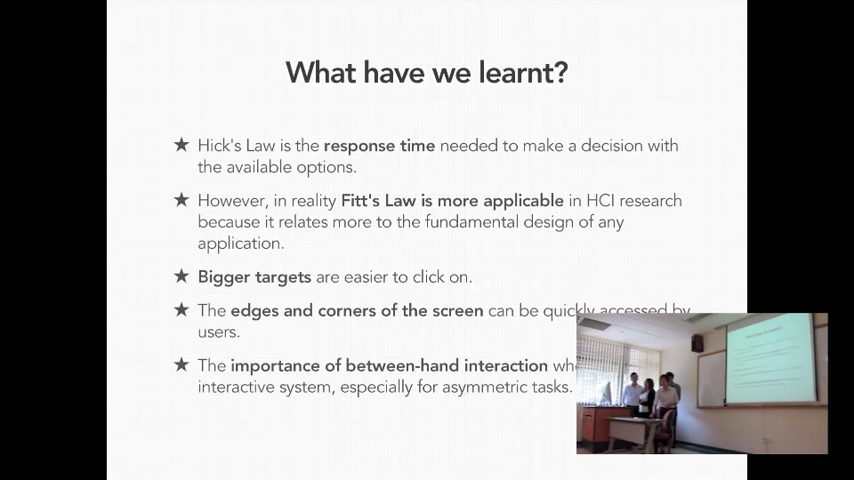 What have we learnt?
★ Hick's Law is the response time needed to make a decision with
the available options.
★ However, in reality Fitt's Law is more applicable in HCI research
because it relates more to the fundamental design of any
application.
★ Bigger targets are easier to click on.
★ The edges and corners of the screen can be quickly accessed by
users.
★ The importance of between-hand interaction
interactive system, especially for asymmetric tasks.